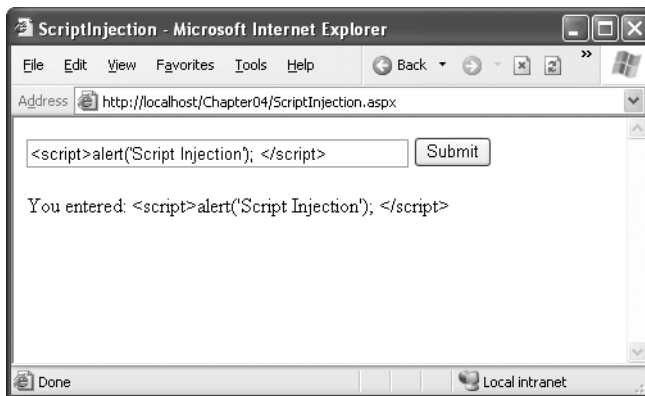 ScriptInjection - Microsoft Internet Explorer
File Edit View Favorites Tools Help Back »
Address http://localhost/Chapter04/ScriptInjection.aspx
<script>alert('Script Injection'); </script> Submit
You entered: <script>alert('Script Injection'); </script>
Done Local intranet